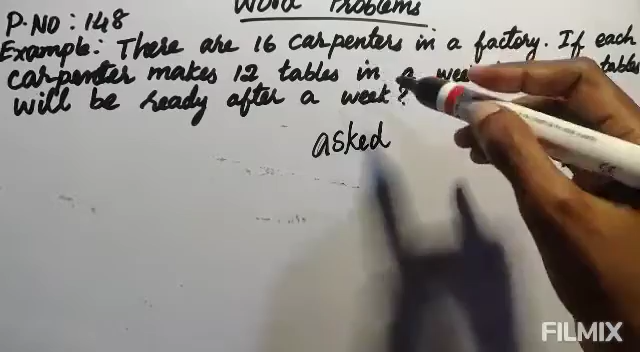 Word Problems
P.NO : 148
Example: There are 16 carpenters in a factory. If each
carpenter makes 12 tables in a tables
will be ready after a week?
asked
FILMIX